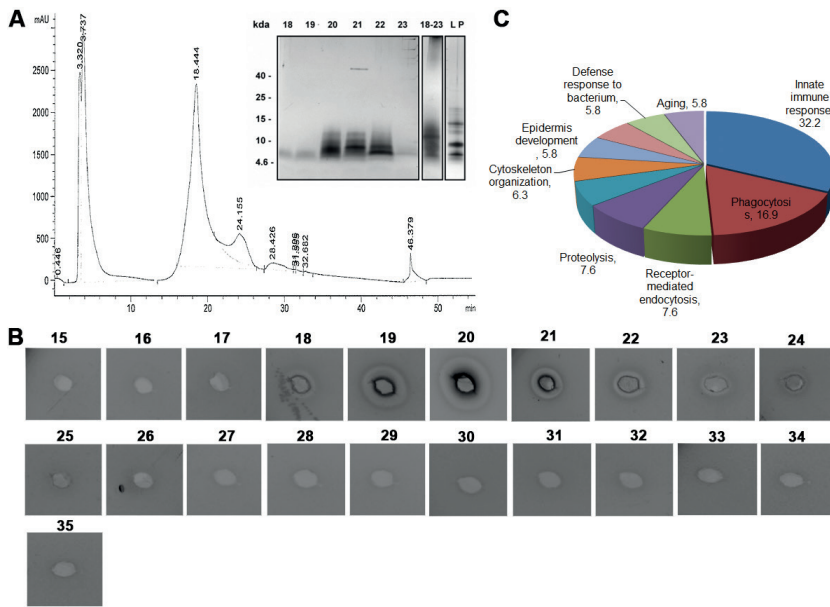 A
mAU
2500
2000
1500
1000
500
0
10
20
30
40
50
min
0.446
3.320
3.737
18.444
24.155
28.426
32.682
46.379
kda 18 19 20 21 22 23 18-23 L P
40 -
15 -
10 -
4.6 -
C
Innate
immune
response
32.2
Phagocytosi
s, 16.9
Receptor-
mediated
endocytosis,
7.6
Proteolysis,
7.6
Cytoskeleton
organization,
6.3
Epidermis
development
, 5.8
Defense
response to
bacterium,
5.8
Aging, 5.8
B
15 16 17 18 19 20 21 22 23 24
25 26 27 28 29 30 31 32 33 34
35